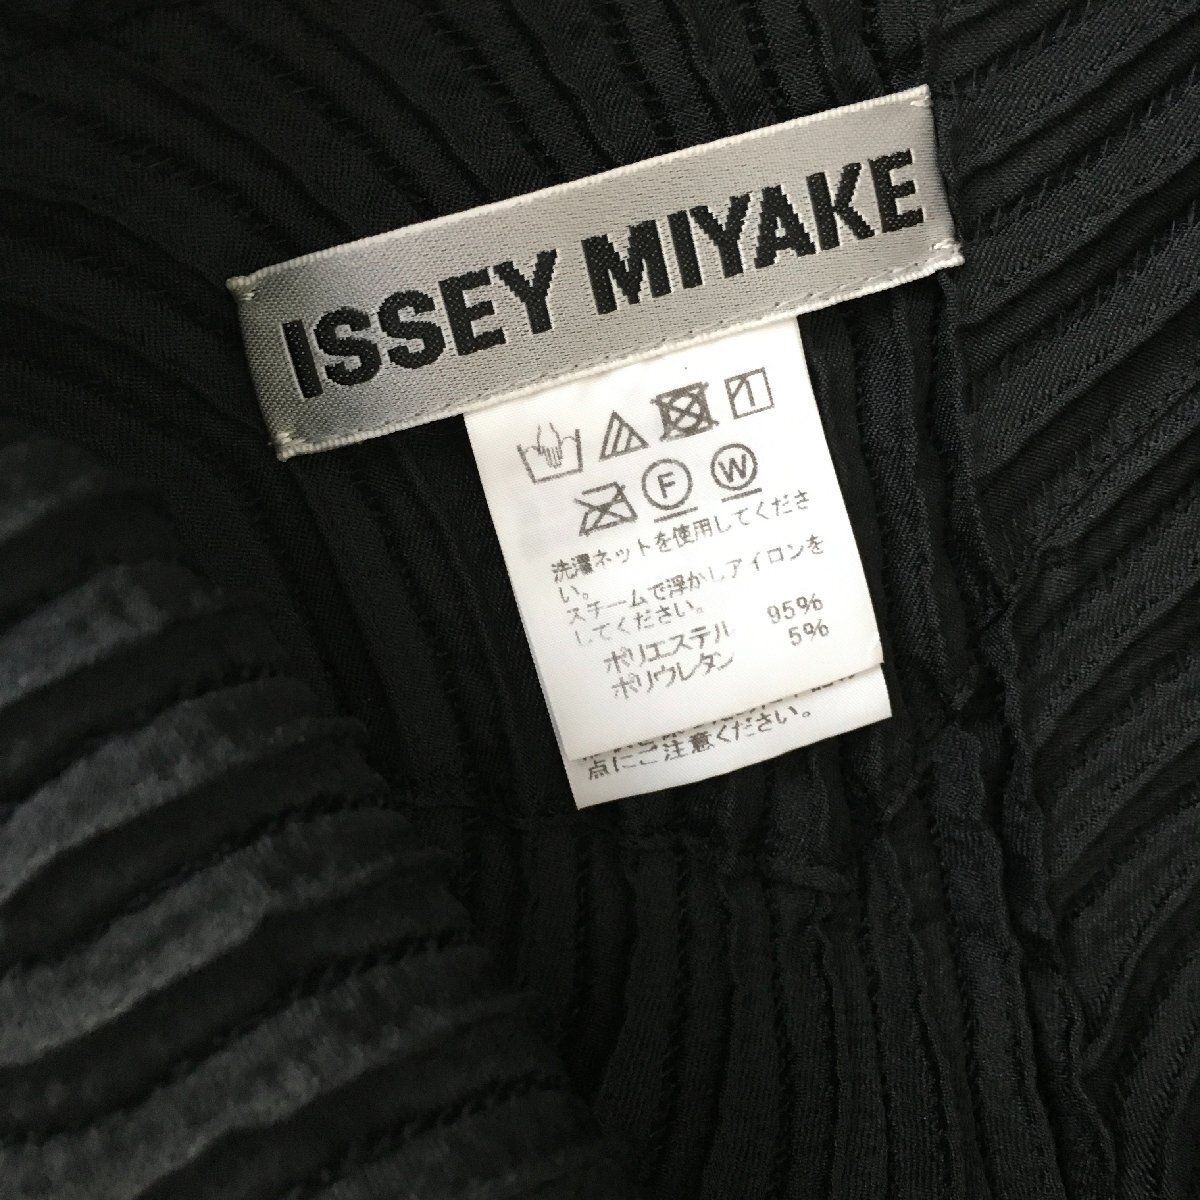 ISSEY MIYAKE
F W
洗濯ネットを使用してくださ
い。
スチームで浮かしアイロンを
してください。
ポリエステル 95%
ポリウレタン 5%
点にご注意ください。